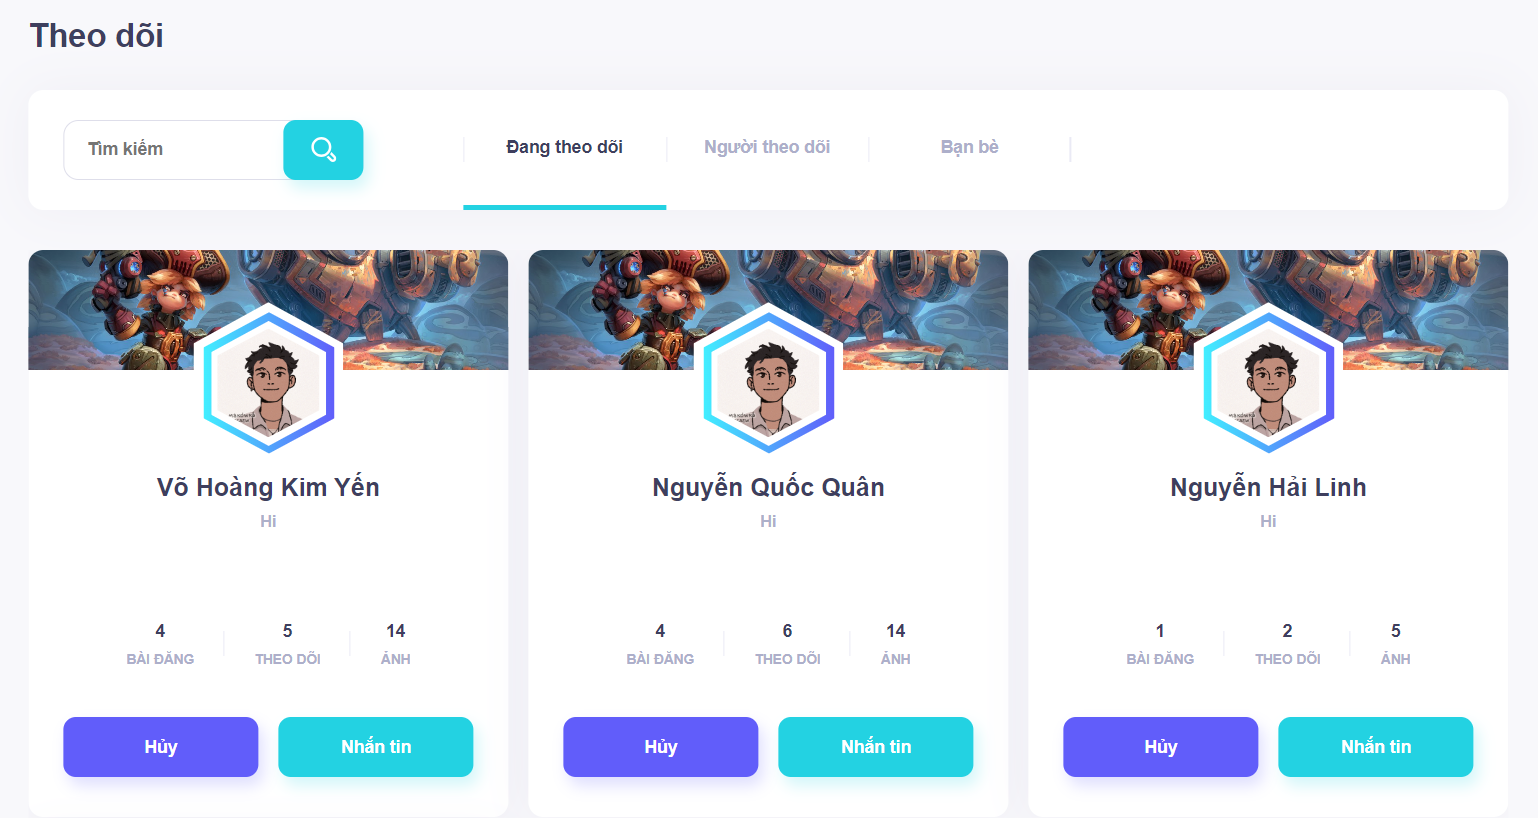 Theo dõi
Tìm kiếm
Đang theo dõi
Người theo dõi
Bạn bè
Võ Hoàng Kim Yến
Hi
4
5
14
BÀI ĐĂNG
THEO DÕI
ẢNH
Hủy
Nhắn tin
Nguyễn Quốc Quân
Hi
4
6
14
BÀI ĐĂNG
THEO DÕI
ẢNH
Hủy
Nhắn tin
Nguyễn Hải Linh
Hi
1
2
5
BÀI ĐĂNG
THEO DÕI
ẢNH
Hủy
Nhắn tin